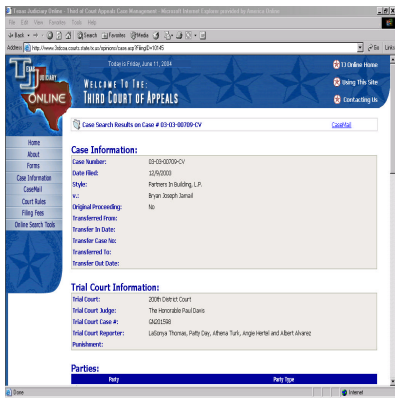 Texas Judiciary Online - Third Court of Appeals Case Management - Microsoft Internet Explorer provided by America Online
File Edit View Favorites Tools Help
Back Search Favorites Media
Address http://www.3rdcoa.courts.state.tx.us/opinions/case.asp?FilingID=10145 Go Links
Today is Friday, June 11, 2004.
TEXAS JUDICIARY ONLINE
WELCOME TO THE:
THIRD COURT OF APPEALS
TJ Online Home
Using This Site
Contacting Us
Home
About
Forms
Case Information
CaseMail
Court Rules
Filing Fees
Online Search Tools
Case Search Results on Case # 03-03-00709-CV CaseMail
Case Information:
Case Number: 03-03-00709-CV
Date Filed: 12/9/2003
Style: Partners In Building, L.P.
v.: Bryan Joseph Jamail
Original Proceeding: No
Transferred From:
Transfer In Date:
Transfer Case No:
Transferred To:
Transfer Out Date:
Trial Court Information:
Trial Court: 200th District Court
Trial Court Judge: The Honorable Paul Davis
Trial Court Case #: GN201598
Trial Court Reporter: LaSonya Thomas, Patty Day, Athena Turk, Angie Hertel and Albert Alvarez
Punishment:
Parties:
Party Party Type
Done Internet